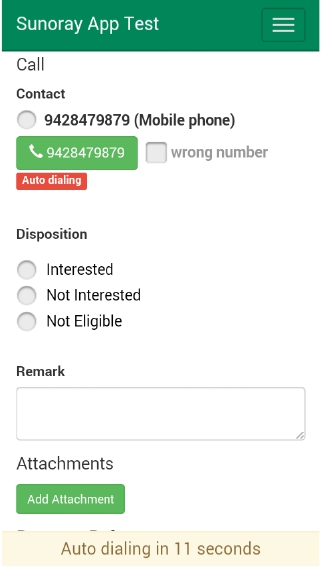 Sunoray App Test
Call
Contact
9428479879 (Mobile phone)
9428479879 wrong number
Auto dialing
Disposition
Interested
Not Interested
Not Eligible
Remark
Attachments
Add Attachment
Auto dialing in 11 seconds